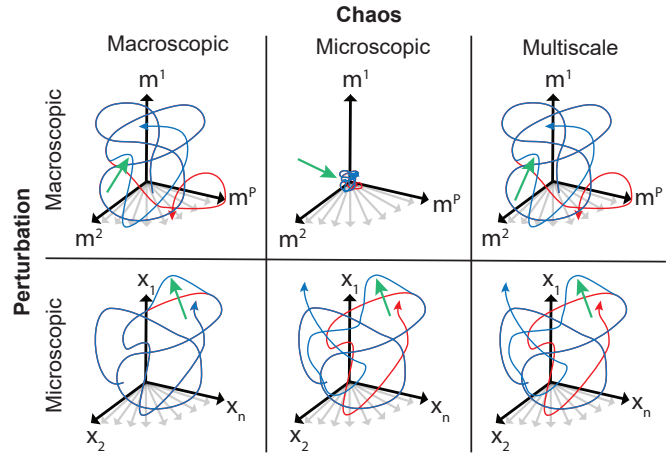 Chaos
Macroscopic Microscopic Multiscale
Perturbation
Macroscopic
m¹ m¹ m¹
mᴾ mᴾ mᴾ
m² m² m²
Microscopic
x₁ x₁ x₁
xₙ xₙ xₙ
x₂ x₂ x₂